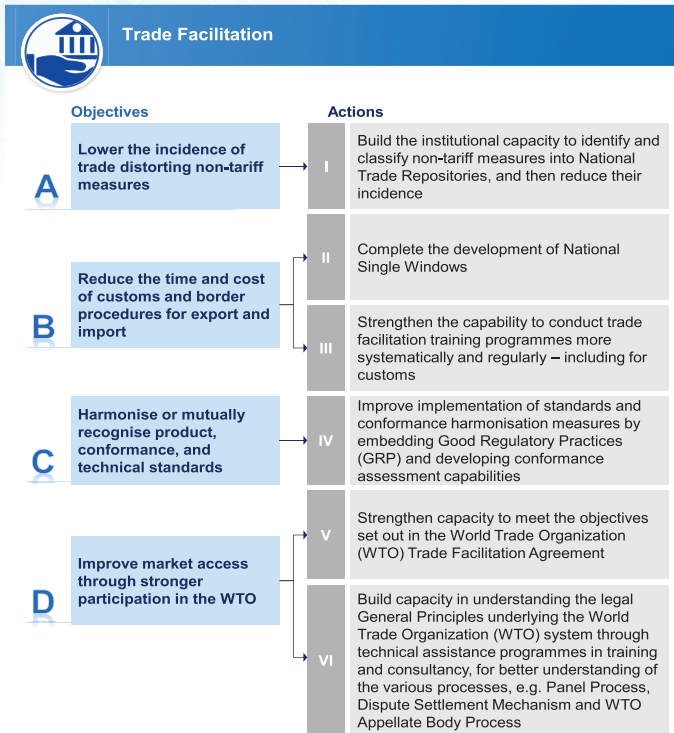 Trade Facilitation
Objectives
Actions
A
Lower the incidence of
trade distorting non-tariff
measures
I
Build the institutional capacity to identify and
classify non-tariff measures into National
Trade Repositories, and then reduce their
incidence
B
Reduce the time and cost
of customs and border
procedures for export and
import
II
Complete the development of National
Single Windows
III
Strengthen the capability to conduct trade
facilitation training programmes more
systematically and regularly – including for
customs
C
Harmonise or mutually
recognise product,
conformance, and
technical standards
IV
Improve implementation of standards and
conformance harmonisation measures by
embedding Good Regulatory Practices
(GRP) and developing conformance
assessment capabilities
D
Improve market access
through stronger
participation in the WTO
V
Strengthen capacity to meet the objectives
set out in the World Trade Organization
(WTO) Trade Facilitation Agreement
VI
Build capacity in understanding the legal
General Principles underlying the World
Trade Organization (WTO) system through
technical assistance programmes in training
and consultancy, for better understanding of
the various processes, e.g. Panel Process,
Dispute Settlement Mechanism and WTO
Appellate Body Process